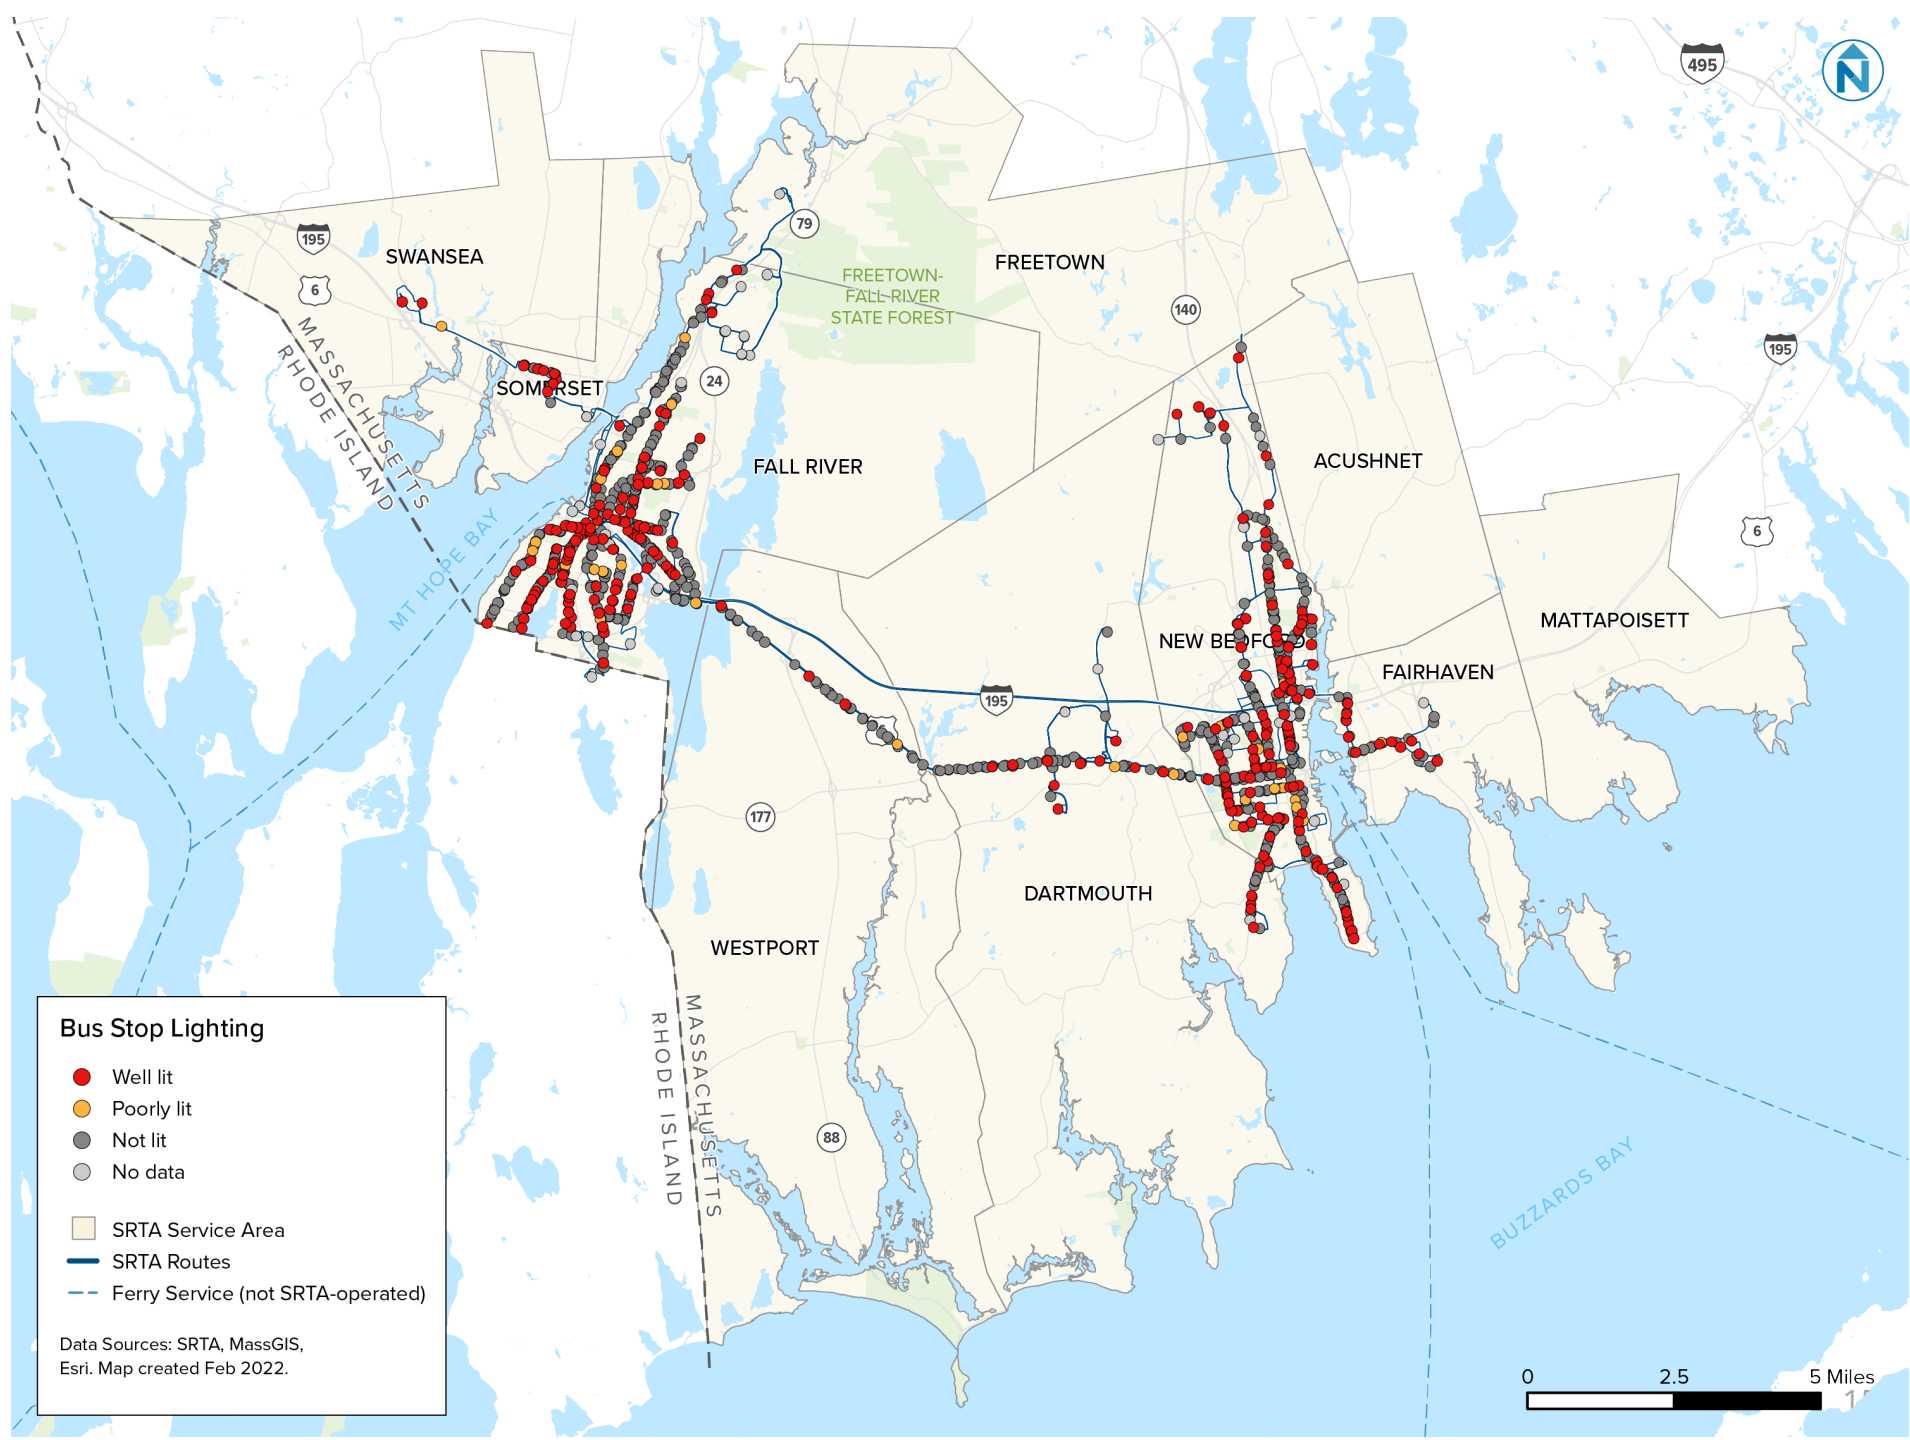 495
N
79
195
SWANSEA
FREETOWN
FREETOWN-
FALL RIVER
STATE FOREST
6
140
195
MASSACHUSETTS
RHODE ISLAND
24
SOMERSET
FALL RIVER
ACUSHNET
6
MT HOPE BAY
MATTAPOISETT
NEW BEDFORD
FAIRHAVEN
195
177
DARTMOUTH
WESTPORT
MASSACHUSETTS
RHODE ISLAND
88
BUZZARDS BAY
Bus Stop Lighting
Well lit
Poorly lit
Not lit
No data
SRTA Service Area
SRTA Routes
Ferry Service (not SRTA-operated)
Data Sources: SRTA, MassGIS,
Esri. Map created Feb 2022.
0 2.5 5 Miles